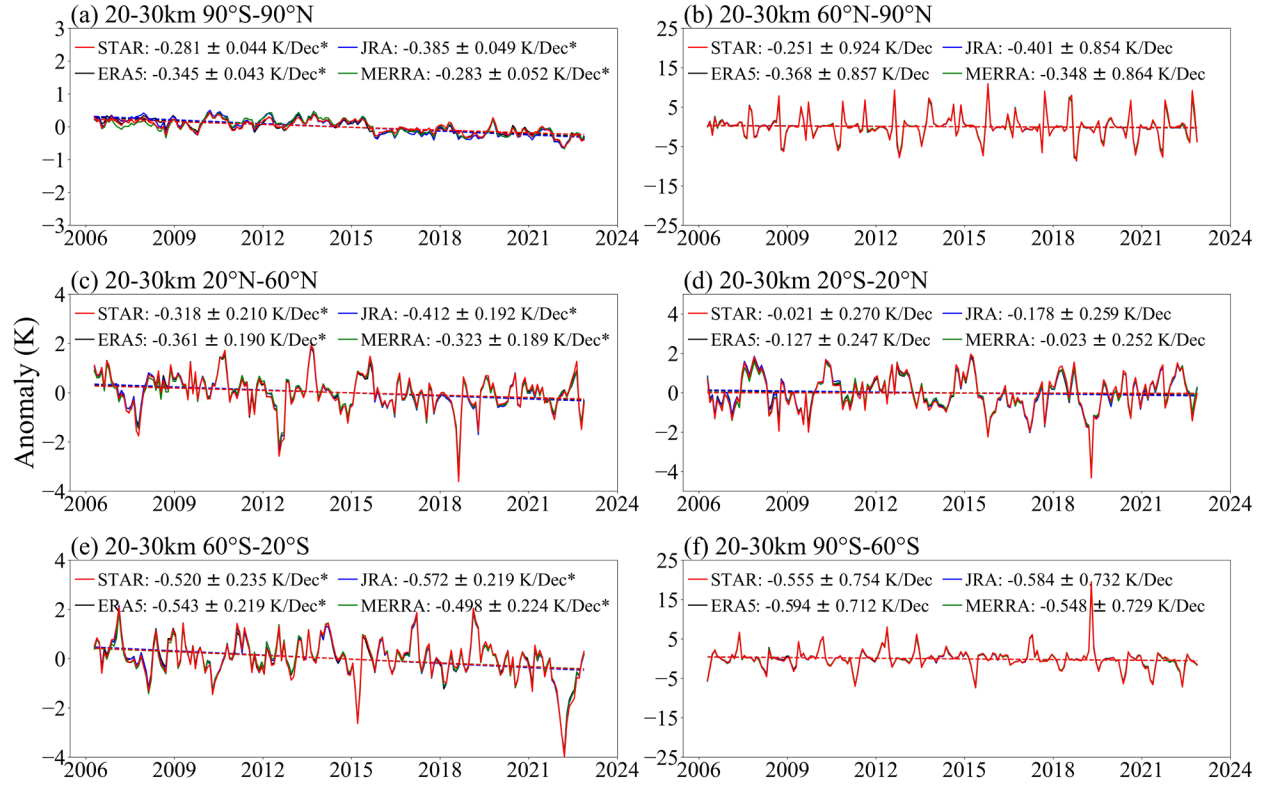 (a) 20-30km 90°S-90°N
STAR: -0.281 ± 0.044 K/Dec* JRA: -0.385 ± 0.049 K/Dec*
ERA5: -0.345 ± 0.043 K/Dec* MERRA: -0.283 ± 0.052 K/Dec*
3
2
1
0
−1
−2
−3
2006 2009 2012 2015 2018 2021 2024
(b) 20-30km 60°N-90°N
STAR: -0.251 ± 0.924 K/Dec JRA: -0.401 ± 0.854 K/Dec
ERA5: -0.368 ± 0.857 K/Dec MERRA: -0.348 ± 0.864 K/Dec
25
15
5
−5
−15
−25
2006 2009 2012 2015 2018 2021 2024
Anomaly (K)
(c) 20-30km 20°N-60°N
STAR: -0.318 ± 0.210 K/Dec* JRA: -0.412 ± 0.192 K/Dec*
ERA5: -0.361 ± 0.190 K/Dec* MERRA: -0.323 ± 0.189 K/Dec*
4
2
0
−2
−4
2006 2009 2012 2015 2018 2021 2024
(d) 20-30km 20°S-20°N
STAR: -0.021 ± 0.270 K/Dec JRA: -0.178 ± 0.259 K/Dec
ERA5: -0.127 ± 0.247 K/Dec MERRA: -0.023 ± 0.252 K/Dec
4
2
0
−2
−4
2006 2009 2012 2015 2018 2021 2024
(e) 20-30km 60°S-20°S
STAR: -0.520 ± 0.235 K/Dec* JRA: -0.572 ± 0.219 K/Dec*
ERA5: -0.543 ± 0.219 K/Dec* MERRA: -0.498 ± 0.224 K/Dec*
4
2
0
−2
−4
2006 2009 2012 2015 2018 2021 2024
(f) 20-30km 90°S-60°S
STAR: -0.555 ± 0.754 K/Dec JRA: -0.584 ± 0.732 K/Dec
ERA5: -0.594 ± 0.712 K/Dec MERRA: -0.548 ± 0.729 K/Dec
25
15
5
−5
−15
−25
2006 2009 2012 2015 2018 2021 2024